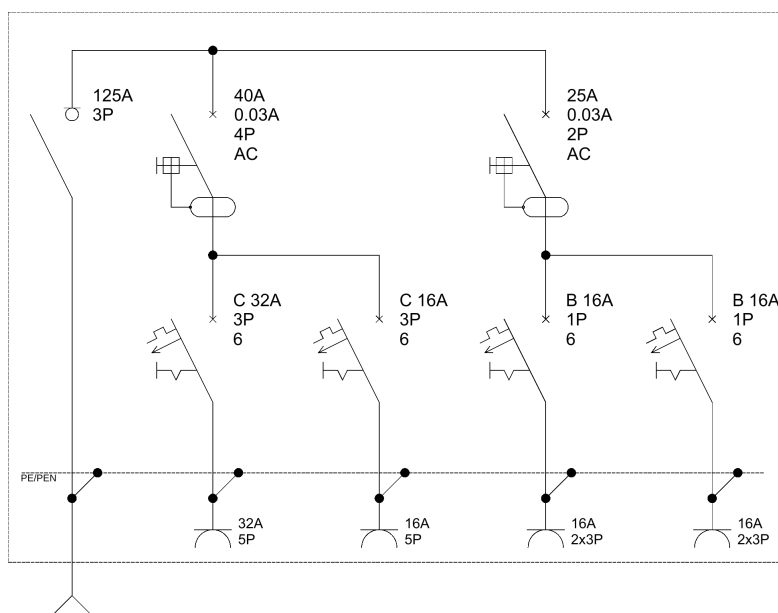 125A
3P
40A
0.03A
4P
AC
25A
0.03A
2P
AC
C 32A
3P
6
C 16A
3P
6
B 16A
1P
6
B 16A
1P
6
PE/PEN
32A
5P
16A
5P
16A
2x3P
16A
2x3P